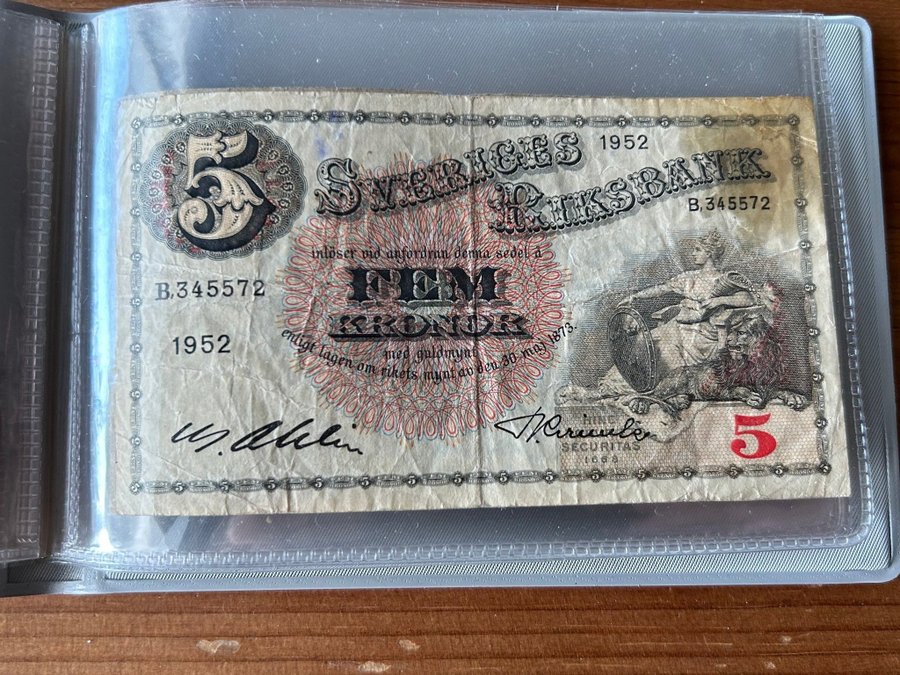 5
SVERIGES
1952
RIKSBANK
B,345572
inlöser vid anfordran denna sedel å
FEM
KRONOR
B,345572
1952
med guldmynt
enligt lagen om rikets mynt av den 30 maj 1873.
SECURITAS
1668
5